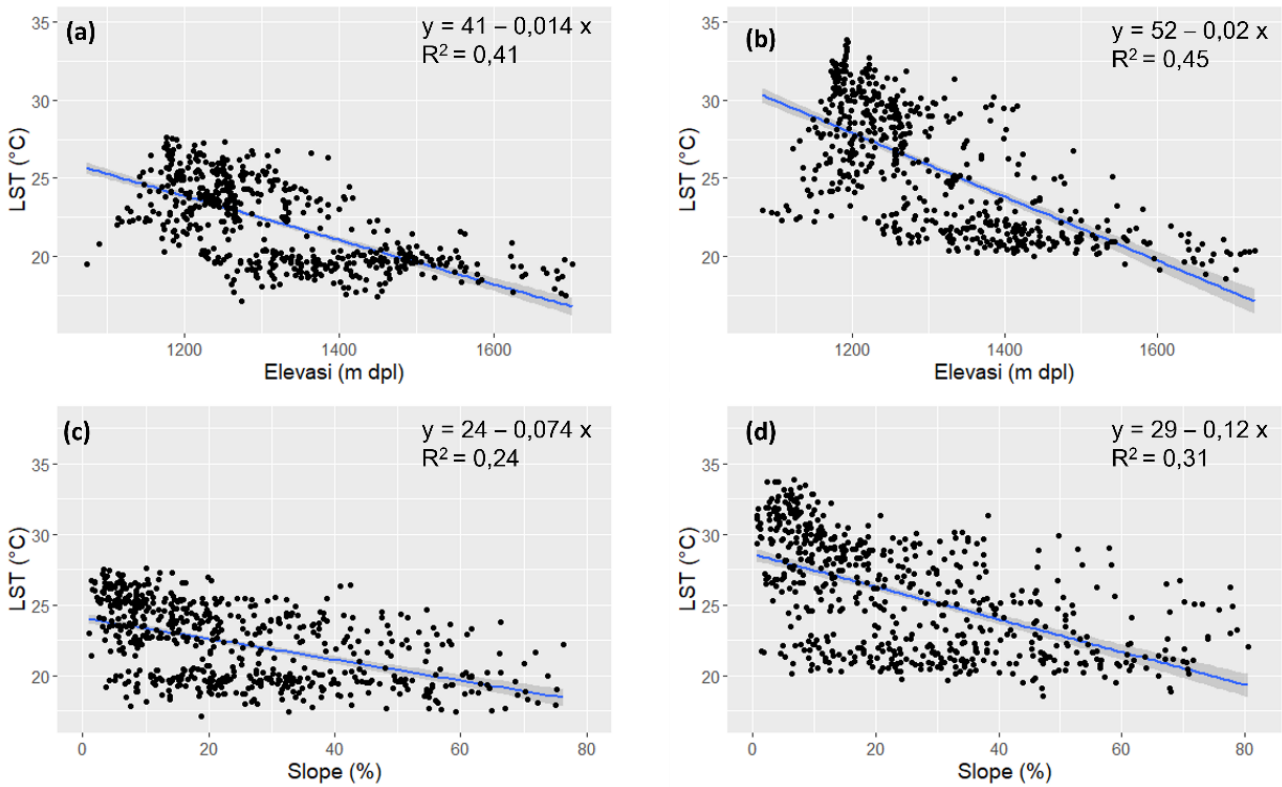 (a)
y = 41 – 0,014 x
R² = 0,41
35
30
25
20
LST (°C)
1200
1400
1600
Elevasi (m dpl)
(b)
y = 52 – 0,02 x
R² = 0,45
35
30
25
20
LST (°C)
1200
1400
1600
Elevasi (m dpl)
(c)
y = 24 – 0,074 x
R² = 0,24
35
30
25
20
LST (°C)
0
20
40
60
80
Slope (%)
(d)
y = 29 – 0,12 x
R² = 0,31
35
30
25
20
LST (°C)
0
20
40
60
80
Slope (%)